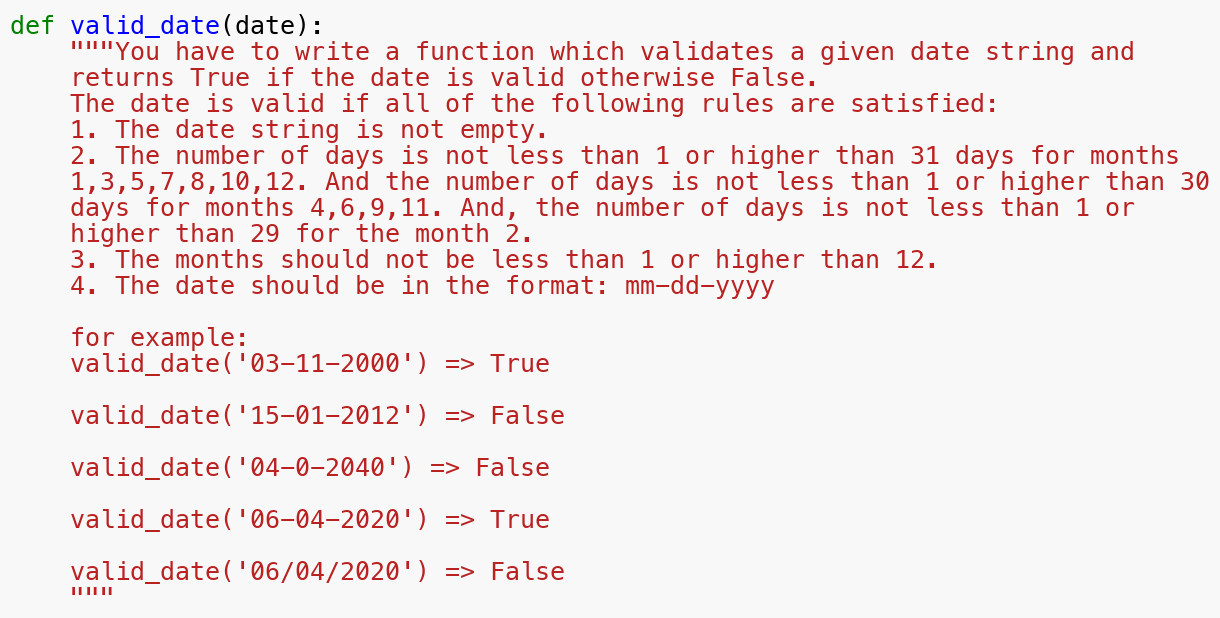 def valid_date(date):
    """You have to write a function which validates a given date string and
    returns True if the date is valid otherwise False.
    The date is valid if all of the following rules are satisfied:
    1. The date string is not empty.
    2. The number of days is not less than 1 or higher than 31 days for months
    1,3,5,7,8,10,12. And the number of days is not less than 1 or higher than 30
    days for months 4,6,9,11. And, the number of days is not less than 1 or
    higher than 29 for the month 2.
    3. The months should not be less than 1 or higher than 12.
    4. The date should be in the format: mm-dd-yyyy

    for example:
    valid_date('03-11-2000') => True

    valid_date('15-01-2012') => False

    valid_date('04-0-2040') => False

    valid_date('06-04-2020') => True

    valid_date('06/04/2020') => False
    """